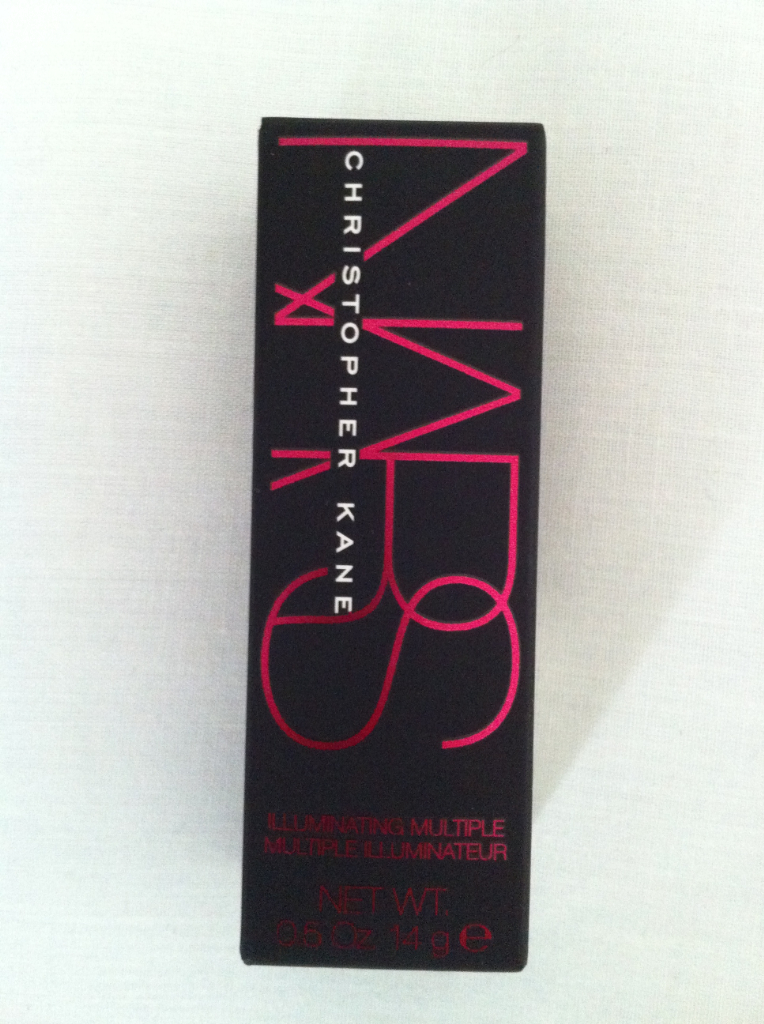 NARS
CHRISTOPHER KANE
ILLUMINATING MULTIPLE
MULTIPLE ILLUMINATEUR
NET WT.
0.5 Oz. 14 g e